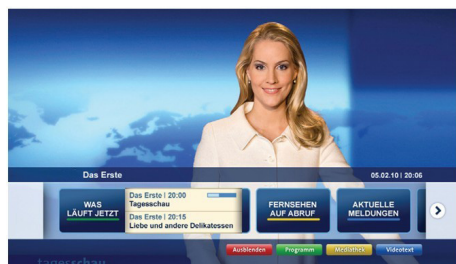 Das Erste
05.02.10 | 20:06
WAS
LÄUFT JETZT
Das Erste | 20:00
Tagesschau
Das Erste | 20:15
Liebe und andere Delikatessen
FERNSEHEN
AUF ABRUF
AKTUELLE
MELDUNGEN
Ausblenden
Programm
Mediathek
Videotext
tagesschau